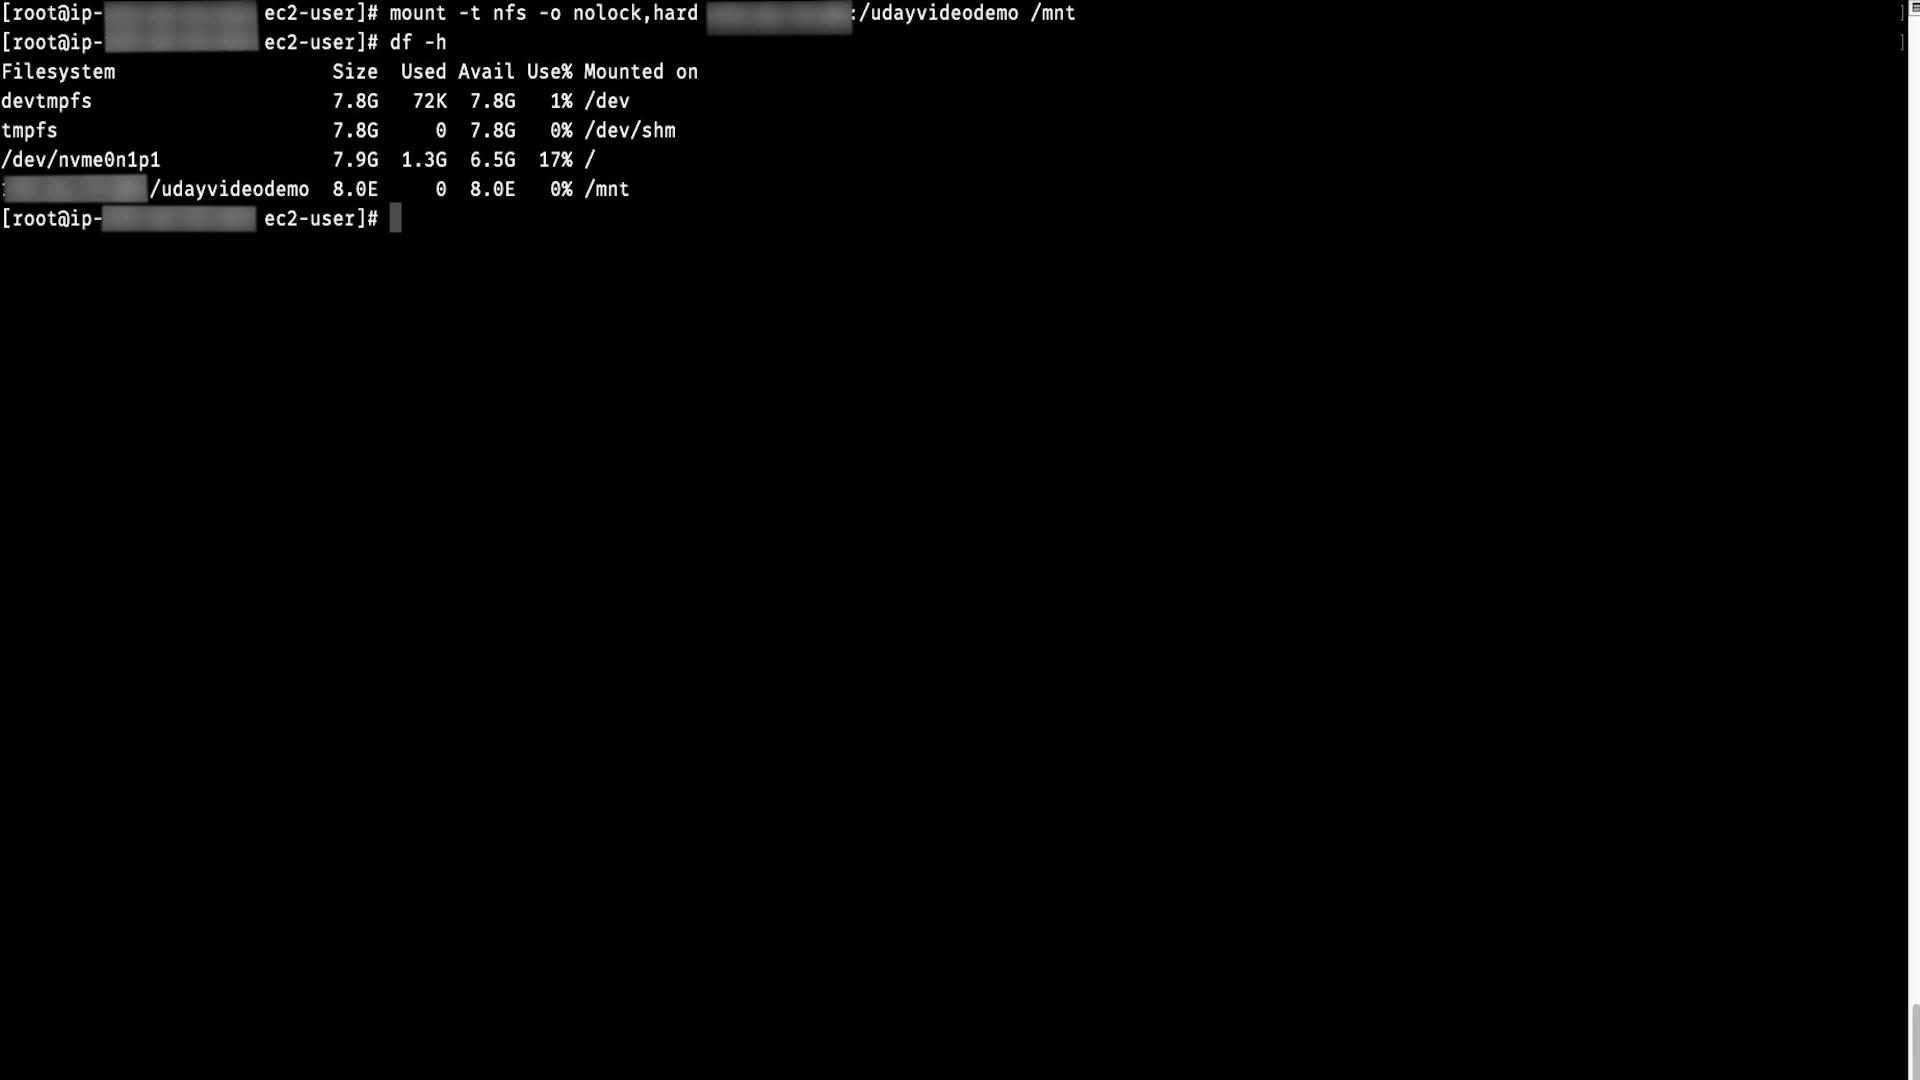 [root@ip- ec2-user]# mount -t nfs -o nolock,hard :/udayvideodemo /mnt
[root@ip- ec2-user]# df -h
Filesystem Size Used Avail Use% Mounted on
devtmpfs 7.8G 72K 7.8G 1% /dev
tmpfs 7.8G 0 7.8G 0% /dev/shm
/dev/nvme0n1p1 7.9G 1.3G 6.5G 17% /
/udayvideodemo 8.0E 0 8.0E 0% /mnt
[root@ip- ec2-user]#